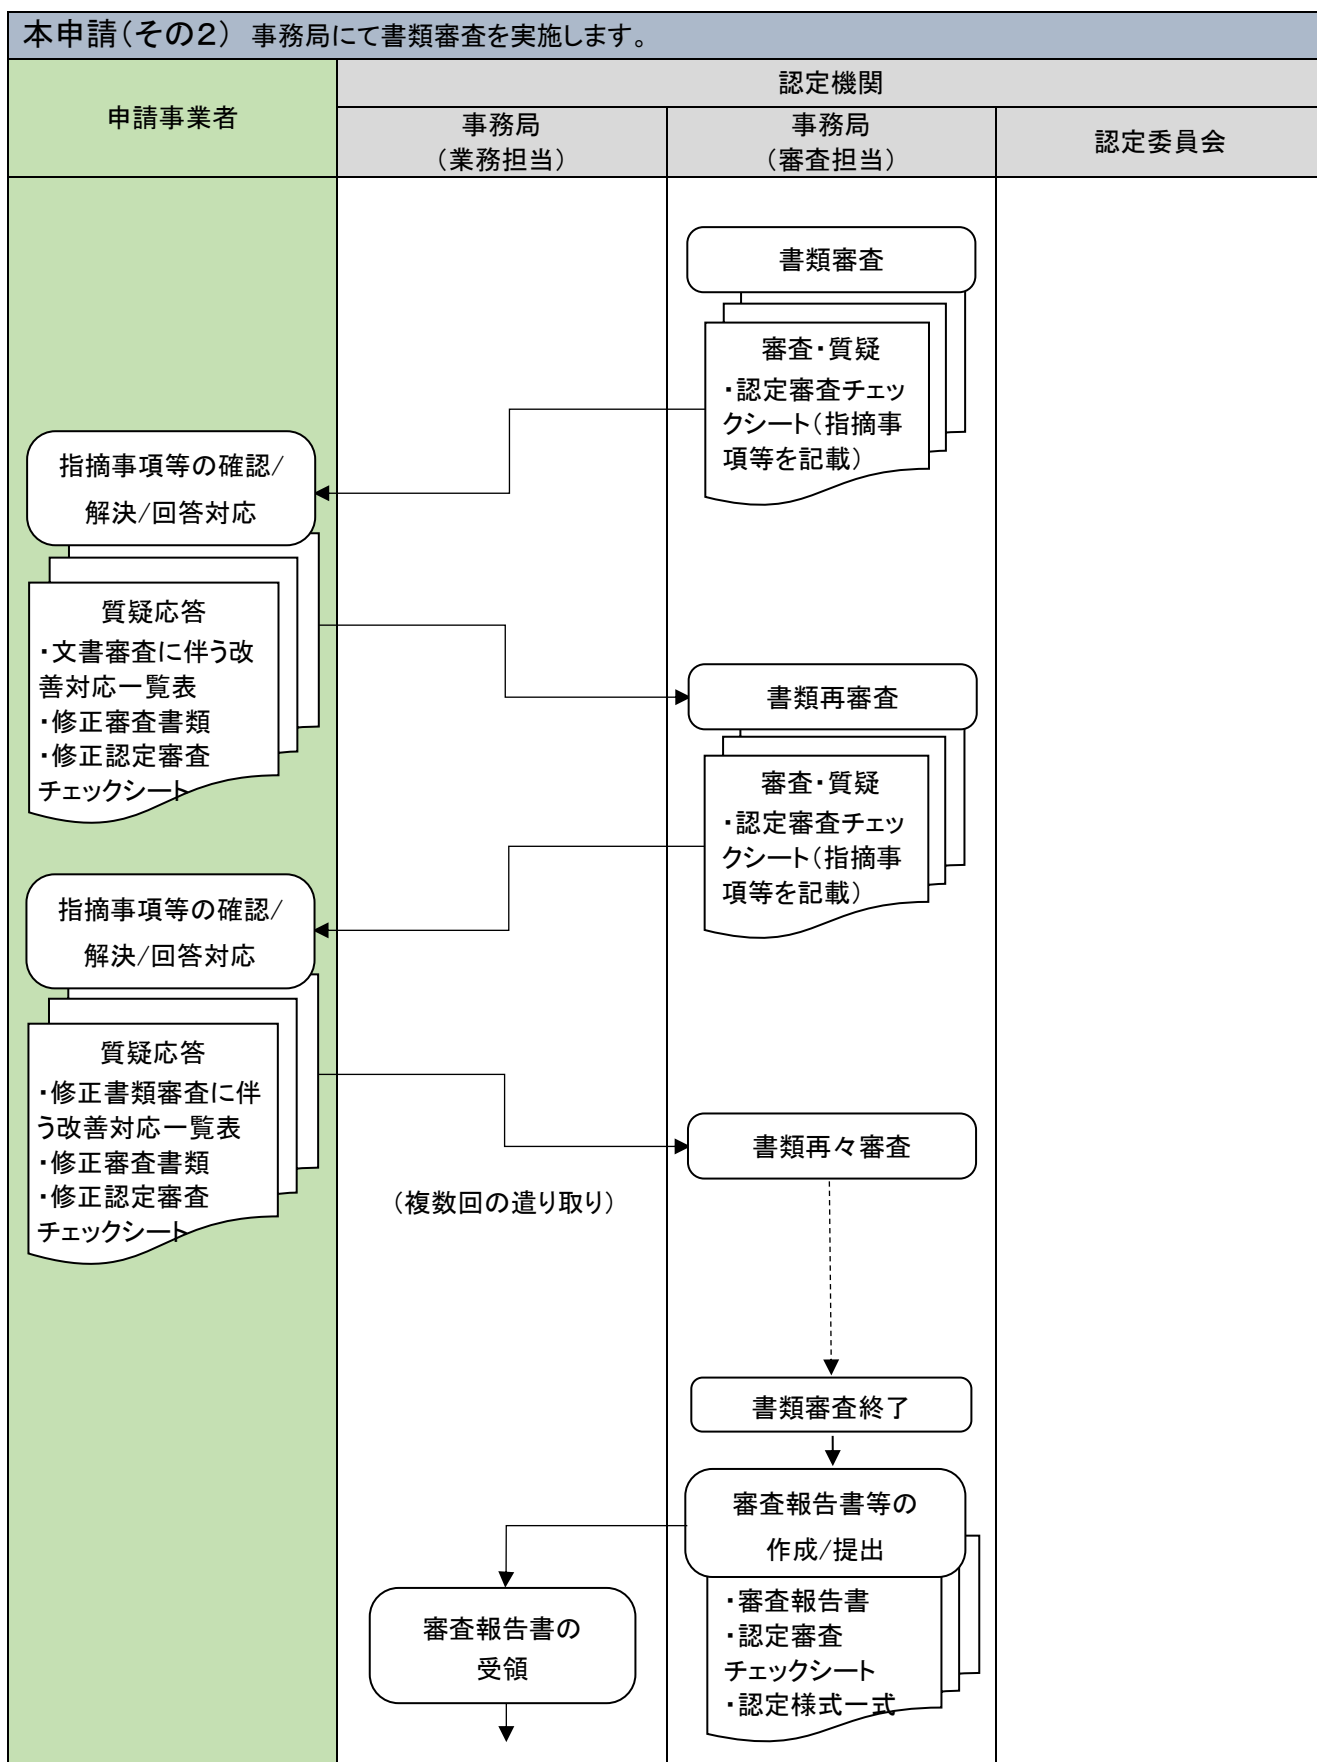 本申請（その２） 事務局にて書類審査を実施します。
申請事業者
認定機関
事務局
（業務担当）
事務局
（審査担当）
認定委員会
書類審査
審査・質疑
・認定審査チェッ
クシート（指摘事
項等を記載）
指摘事項等の確認/
解決/回答対応
質疑応答
・文書審査に伴う改
善対応一覧表
・修正審査書類
・修正認定審査
チェックシート
書類再審査
審査・質疑
・認定審査チェッ
クシート（指摘事
項等を記載）
指摘事項等の確認/
解決/回答対応
質疑応答
・修正書類審査に伴
う改善対応一覧表
・修正審査書類
・修正認定審査
チェックシート
書類再々審査
（複数回の遣り取り）
書類審査終了
審査報告書等の
作成/提出
・審査報告書
・認定審査
チェックシート
・認定様式一式
審査報告書の
受領